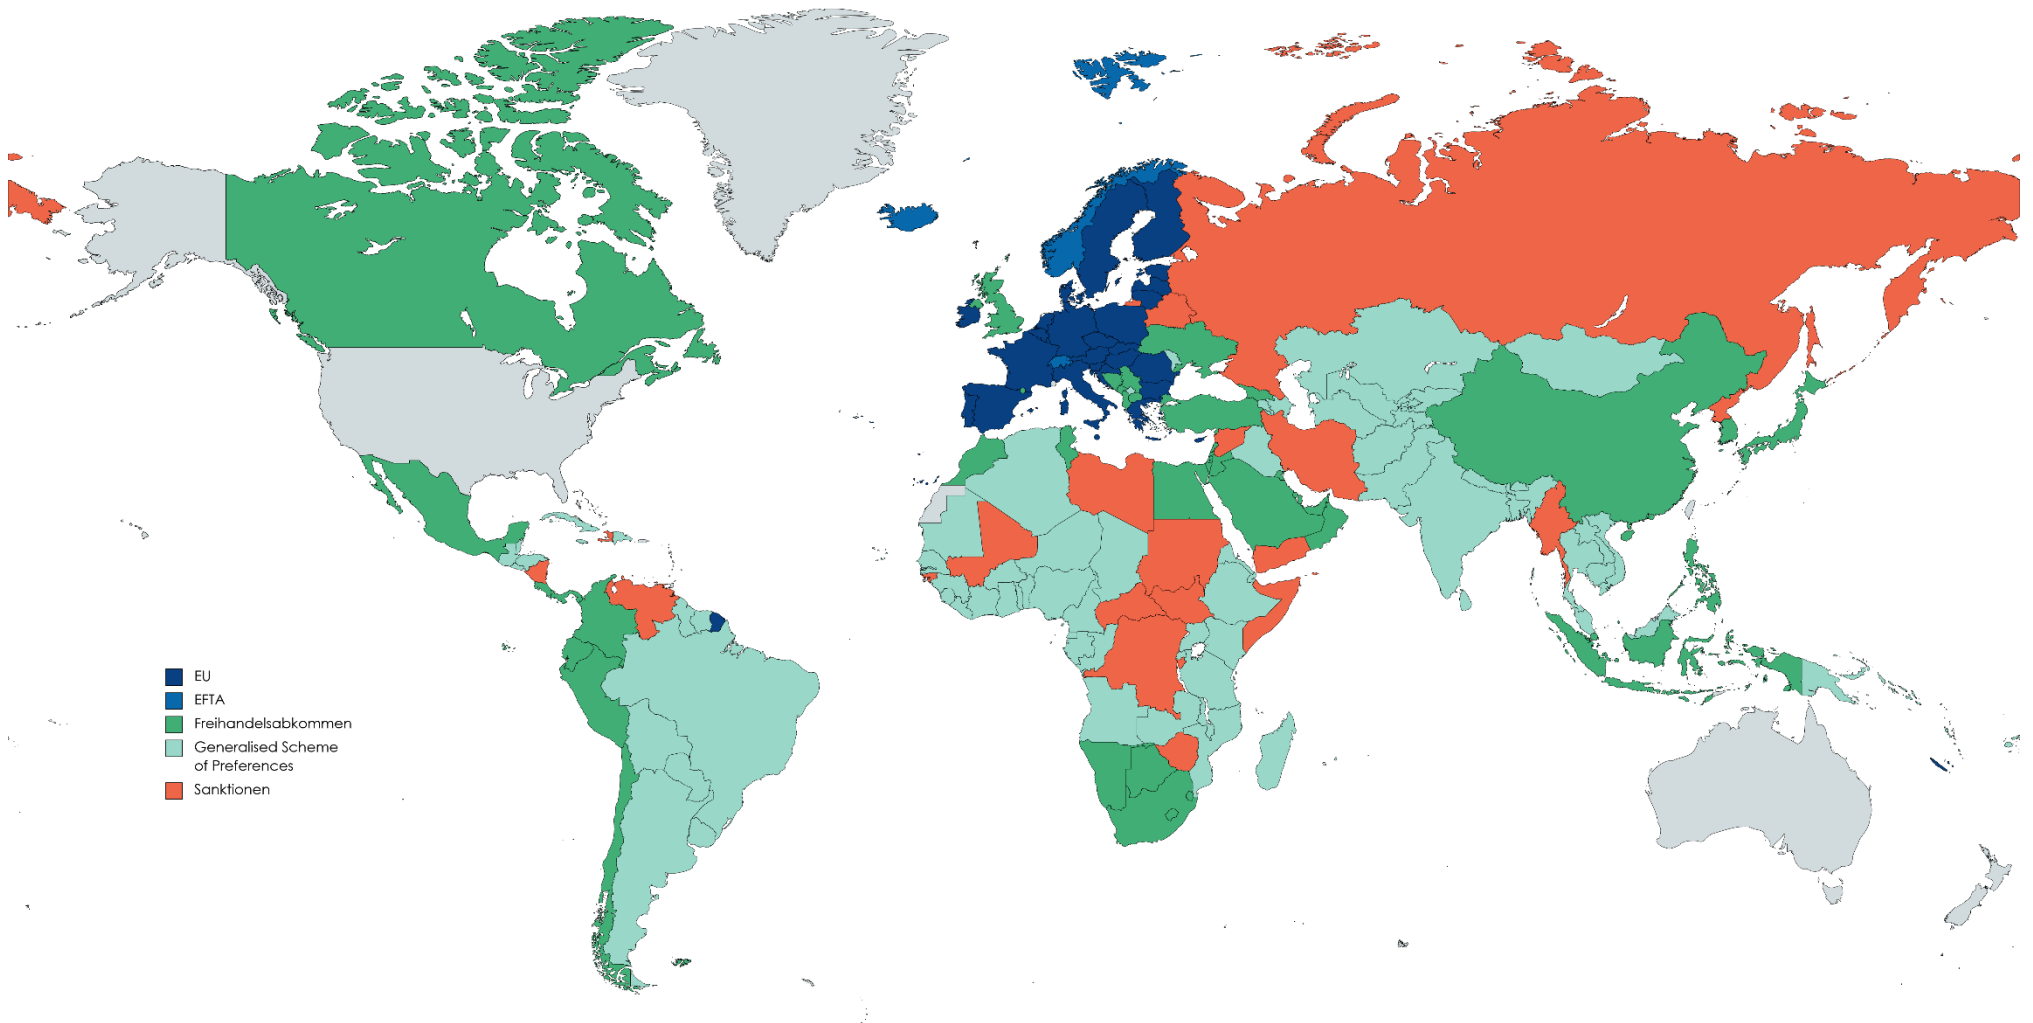 EU
EFTA
Freihandelsabkommen
Generalised Scheme
of Preferences
Sanktionen